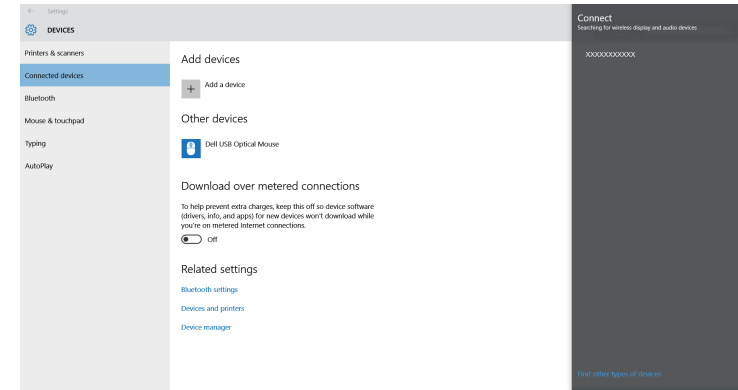 Settings
DEVICES
Printers & scanners
Connected devices
Bluetooth
Mouse & touchpad
Typing
AutoPlay
Add devices
Add a device
Other devices
Dell USB Optical Mouse
Download over metered connections
To help prevent extra charges, keep this off so device software
(drivers, info, and apps) for new devices won't download while
you're on metered Internet connections.
Off
Related settings
Bluetooth settings
Devices and printers
Device manager
Connect
Searching for wireless display and audio devices
XXXXXXXXXXX
Find other types of devices